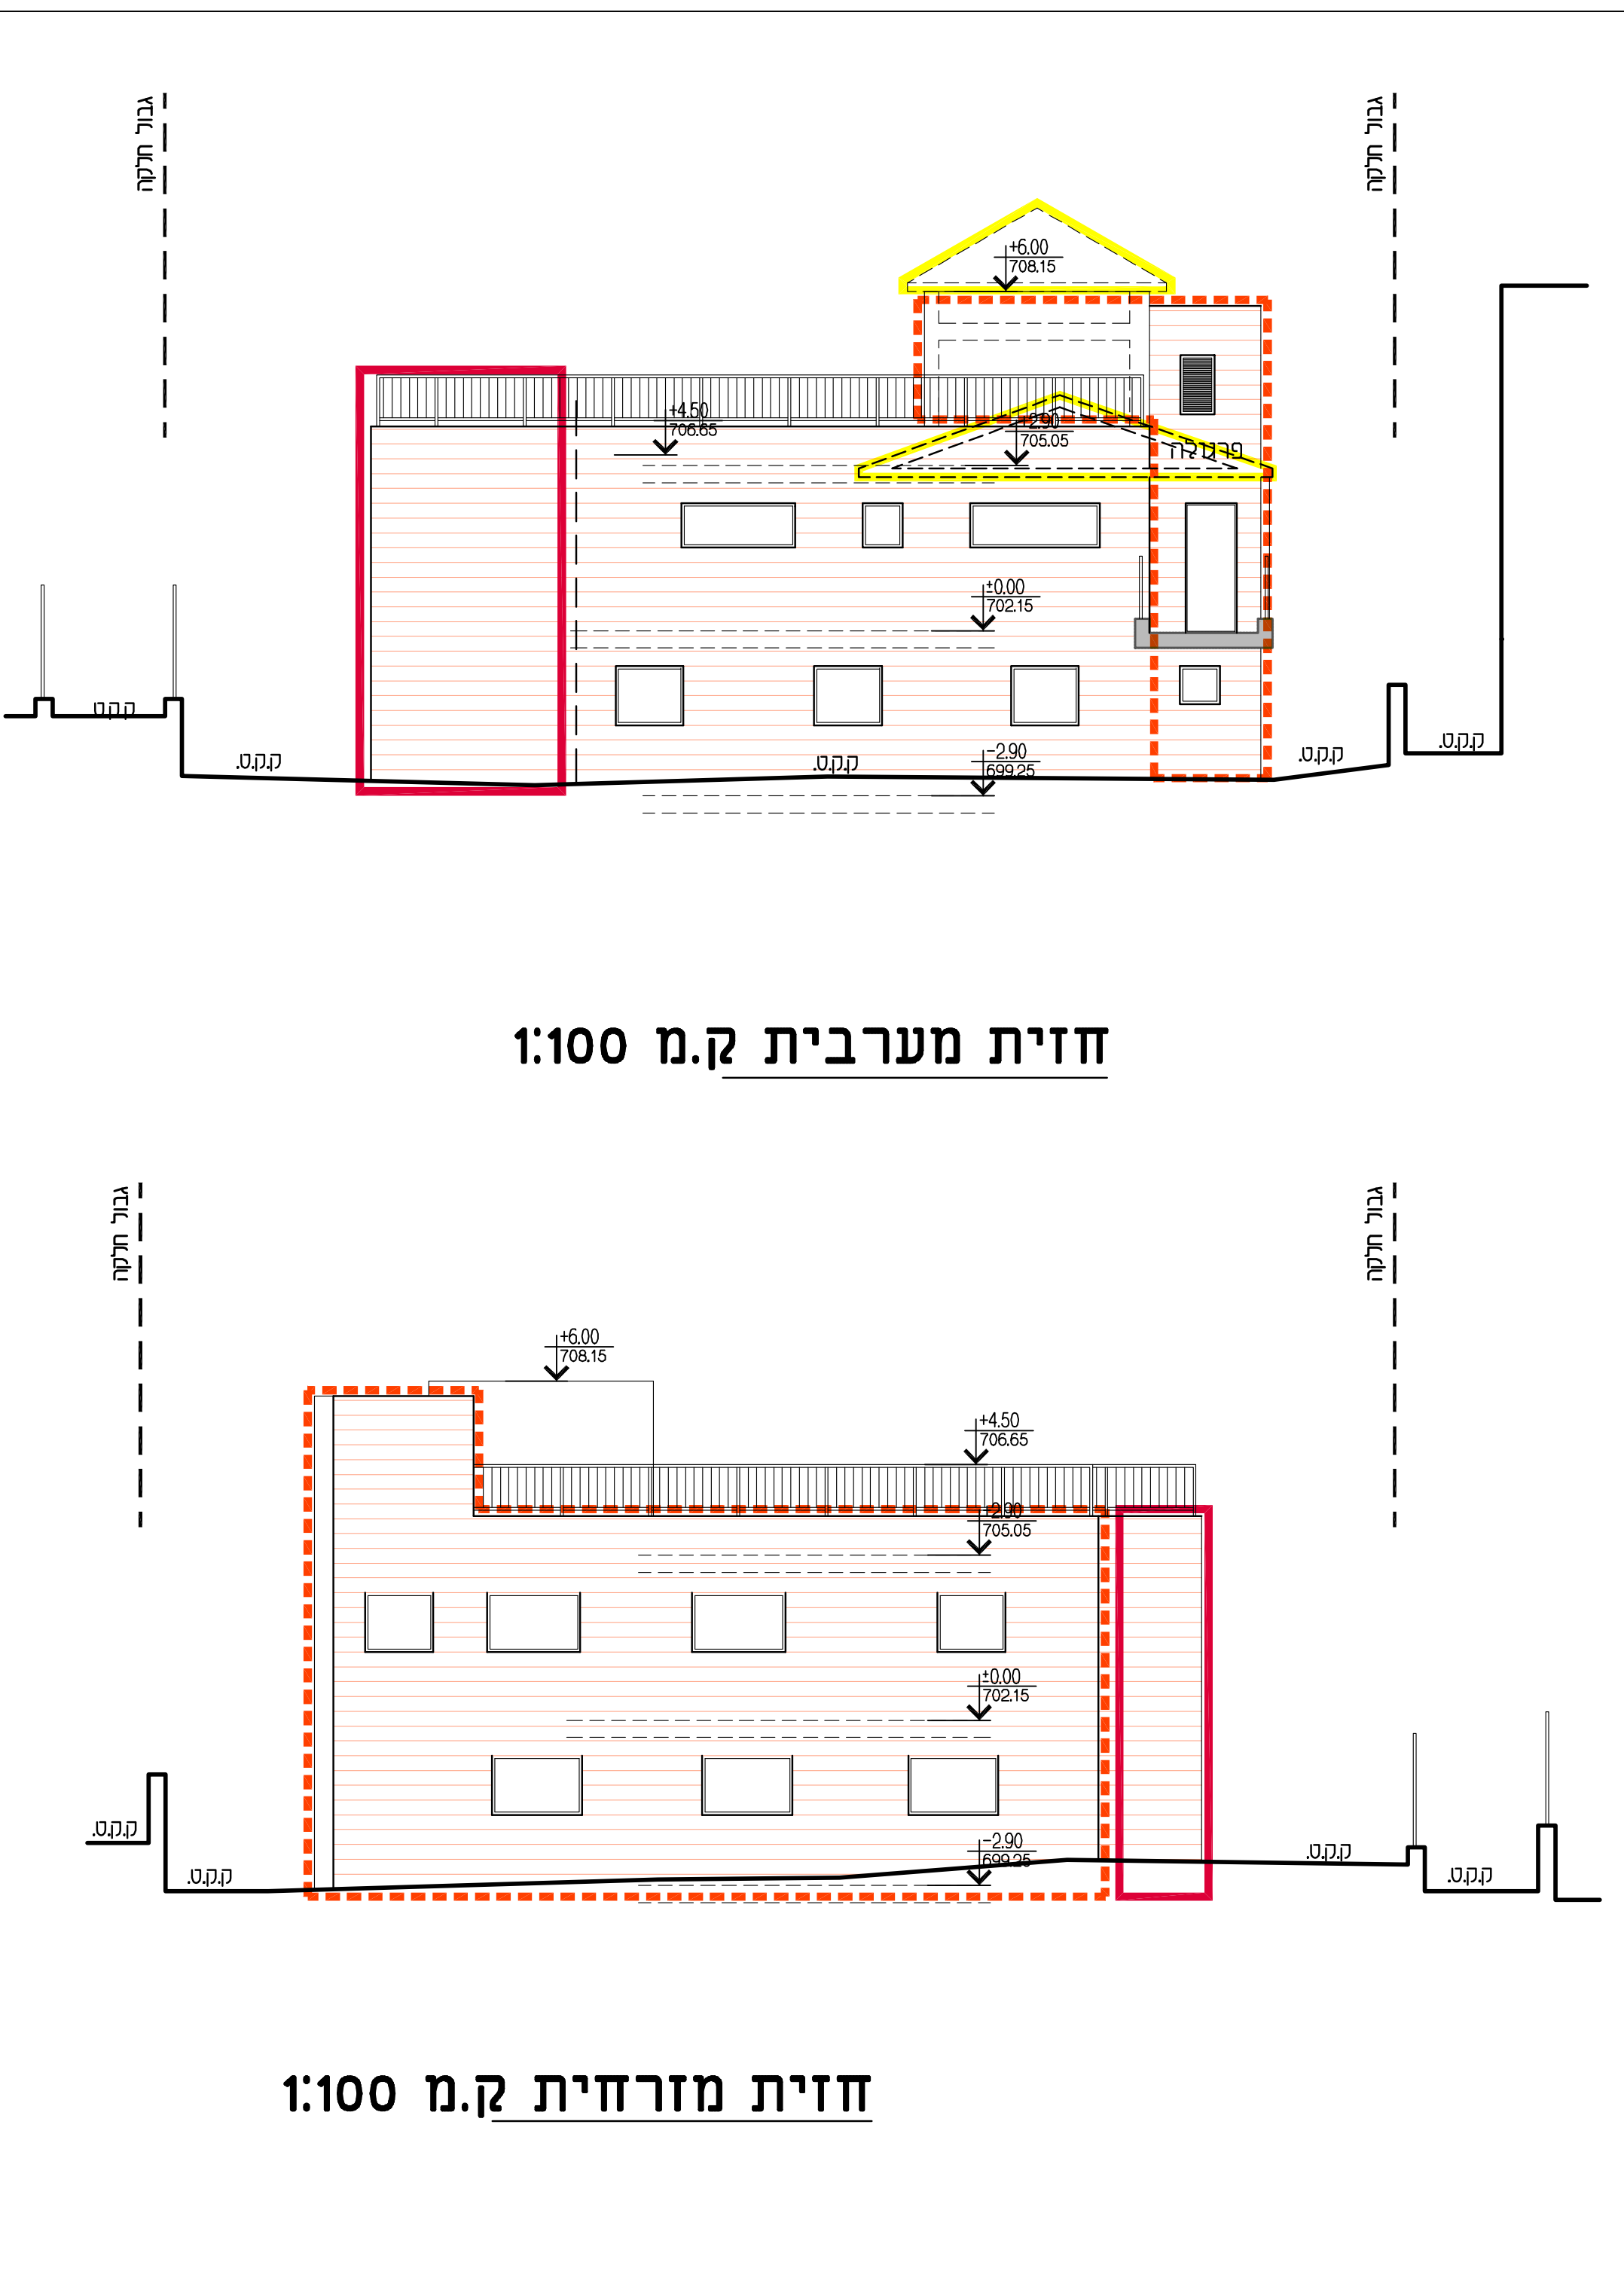 גבול חלקה
גבול חלקה
+6.00
708.15
+4.50
706.65
+2.90
705.05
פרגולה
±0.00
702.15
ק.ק.ט
ק.ק.ט.
ק.ק.ט.
-2.90
699.25
ק.ק.ט.
ק.ק.ט.
חזית מערבית ק.מ 1:100
גבול חלקה
גבול חלקה
+6.00
708.15
+4.50
706.65
+2.90
705.05
±0.00
702.15
ק.ק.ט.
ק.ק.ט.
-2.90
699.25
ק.ק.ט.
ק.ק.ט.
חזית מזרחית ק.מ 1:100